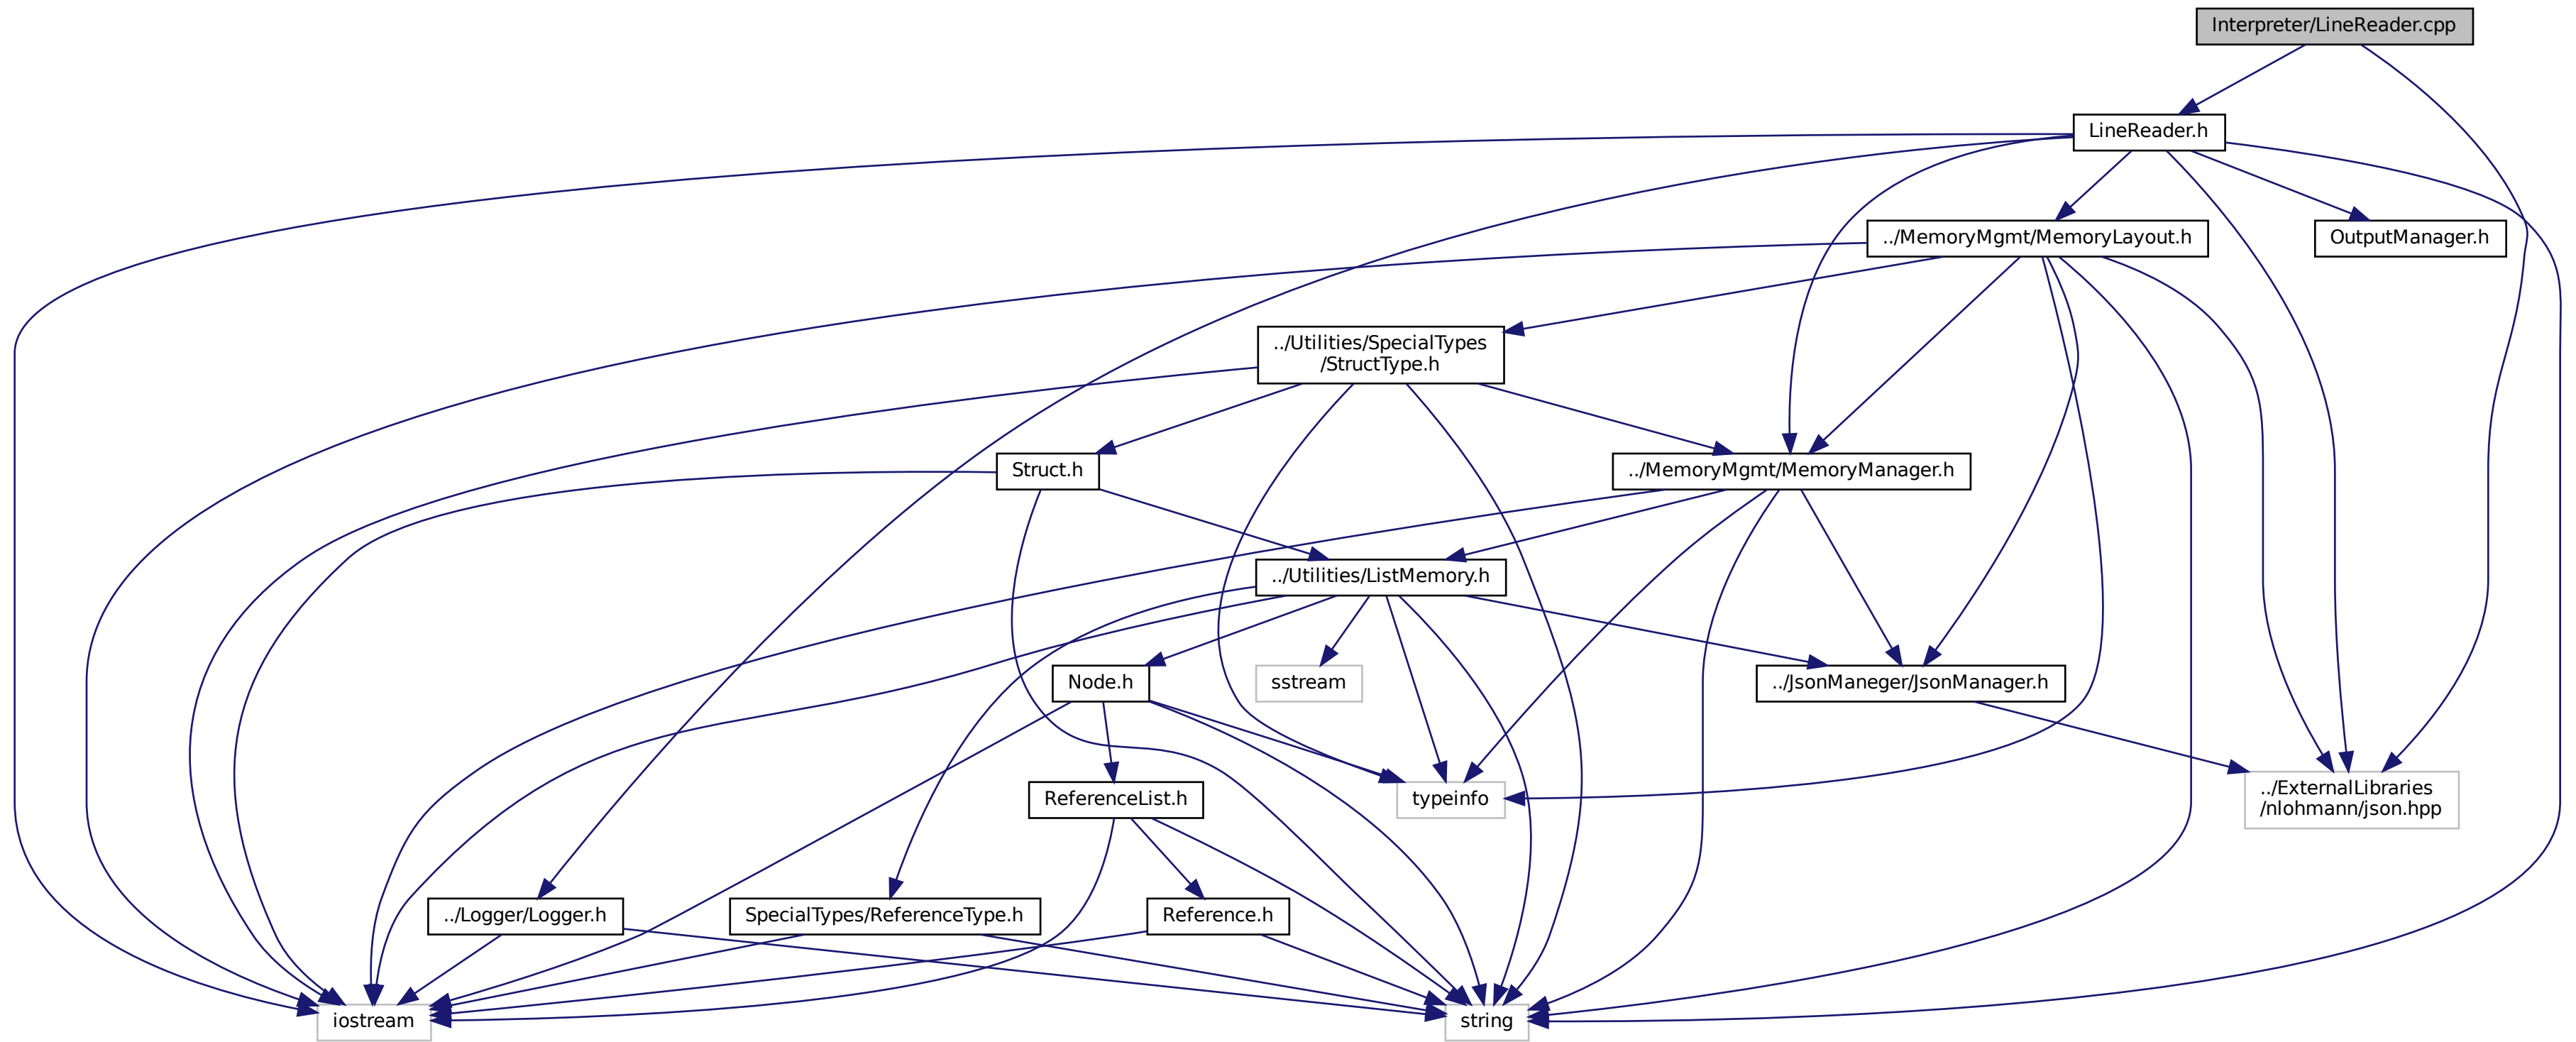 Interpreter/LineReader.cpp
LineReader.h
../MemoryMgmt/MemoryLayout.h
OutputManager.h
../Utilities/SpecialTypes
/StructType.h
Struct.h
../MemoryMgmt/MemoryManager.h
../Utilities/ListMemory.h
Node.h
sstream
../JsonManeger/JsonManager.h
ReferenceList.h
typeinfo
../ExternalLibraries
/nlohmann/json.hpp
../Logger/Logger.h
SpecialTypes/ReferenceType.h
Reference.h
iostream
string